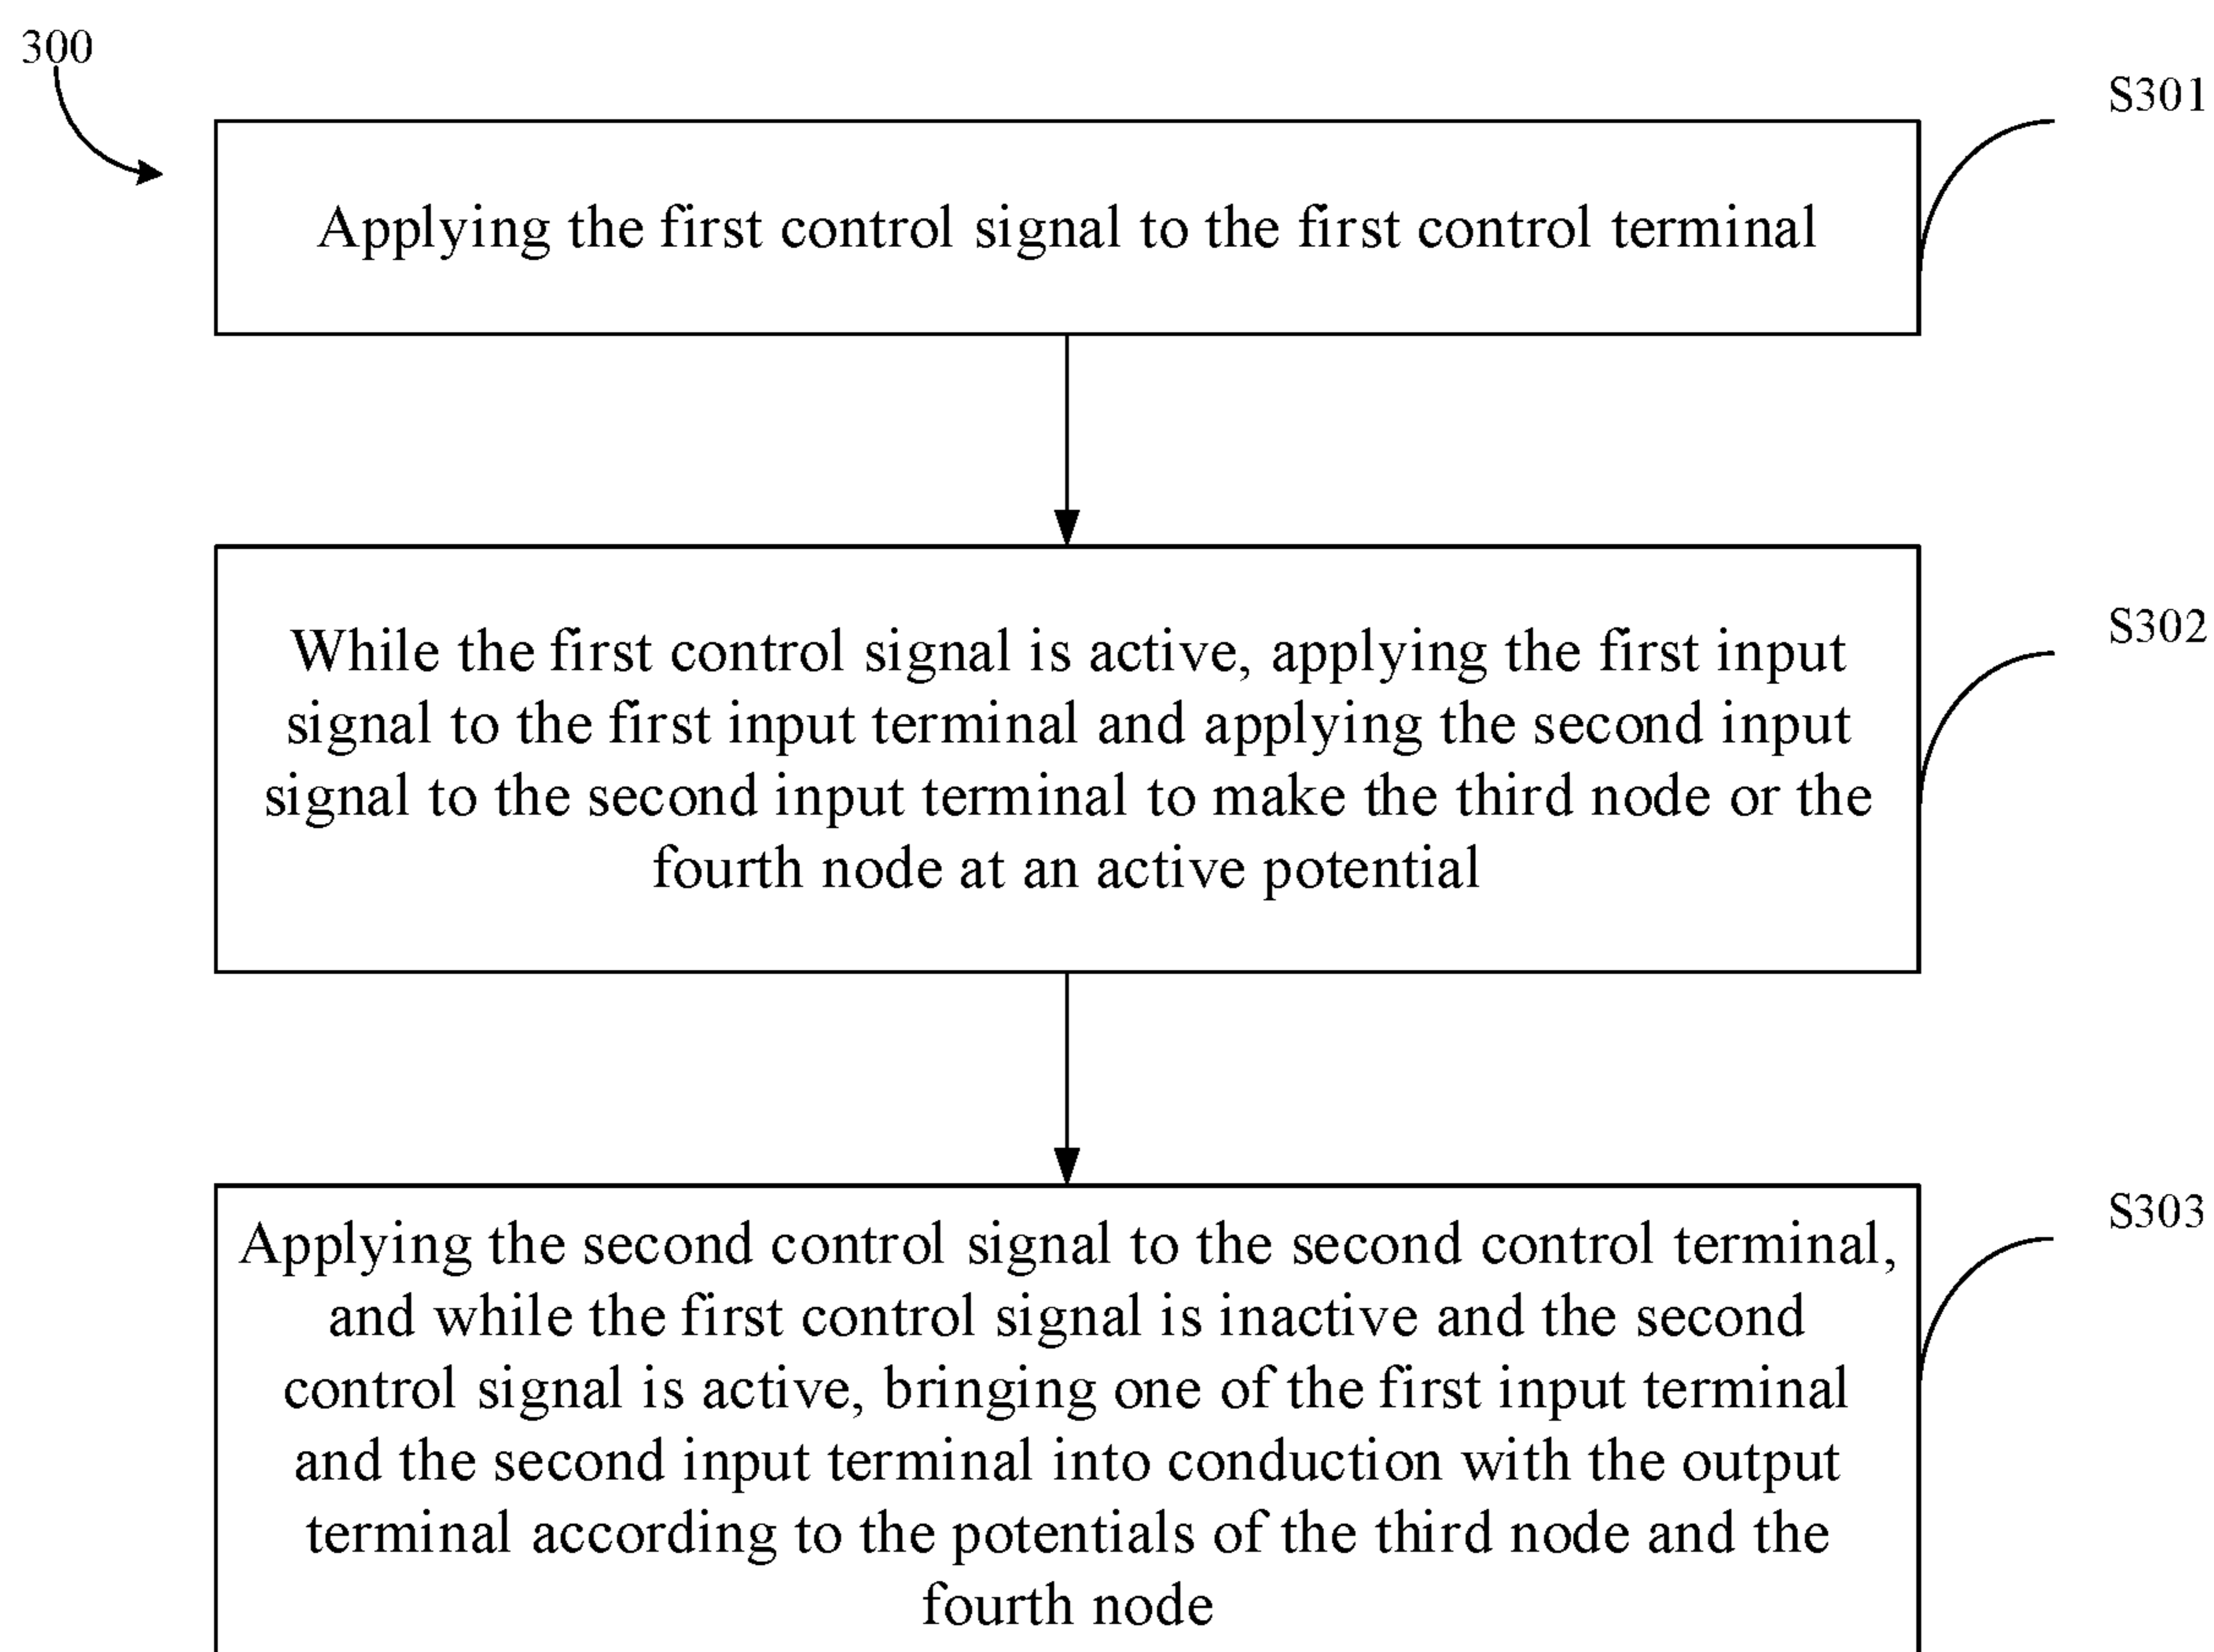 300
S301
Applying the first control signal to the first control terminal
S302
While the first control signal is active, applying the first input
signal to the first input terminal and applying the second input
signal to the second input terminal to make the third node or the
fourth node at an active potential
S303
Applying the second control signal to the second control terminal,
and while the first control signal is inactive and the second
control signal is active, bringing one of the first input terminal
and the second input terminal into conduction with the output
terminal according to the potentials of the third node and the
fourth node